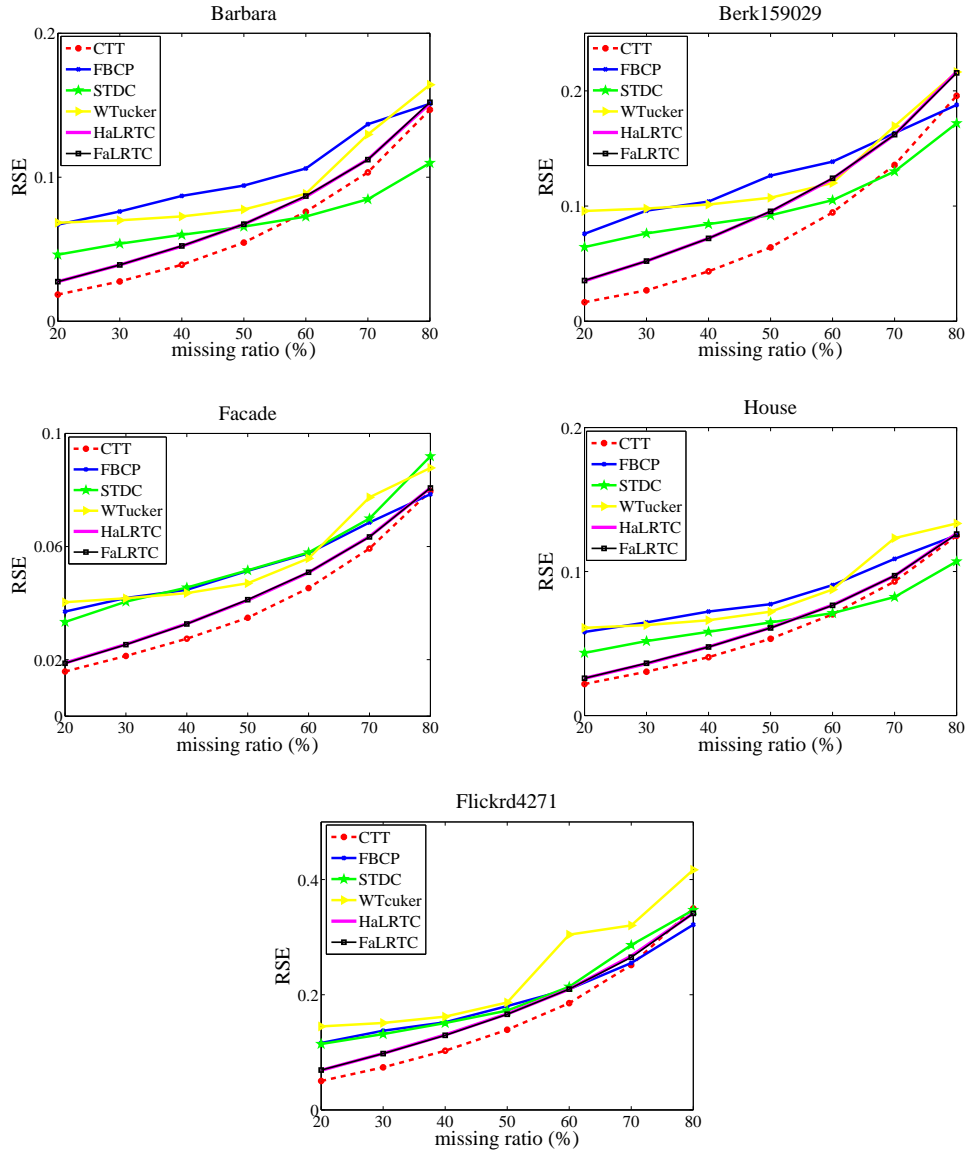 Barbara
0.2
CTT
FBCP
STDC
WTucker
HaLRTC
FaLRTC
RSE
0.1
0
20 30 40 50 60 70 80
missing ratio (%)
Berk159029
CTT
FBCP
STDC
WTucker
HaLRTC
FaLRTC
RSE
0.2
0.1
0
20 30 40 50 60 70 80
missing ratio (%)
Facade
0.1
CTT
FBCP
STDC
WTucker
HaLRTC
FaLRTC
RSE
0.06
0.02
0
20 30 40 50 60 70 80
missing ratio (%)
House
0.2
CTT
FBCP
STDC
WTucker
HaLRTC
FaLRTC
RSE
0.1
0
20 30 40 50 60 70 80
missing ratio (%)
Flickrd4271
CTT
FBCP
STDC
WTcuker
HaLRTC
FaLRTC
RSE
0.4
0.2
0
20 30 40 50 60 70 80
missing ratio (%)